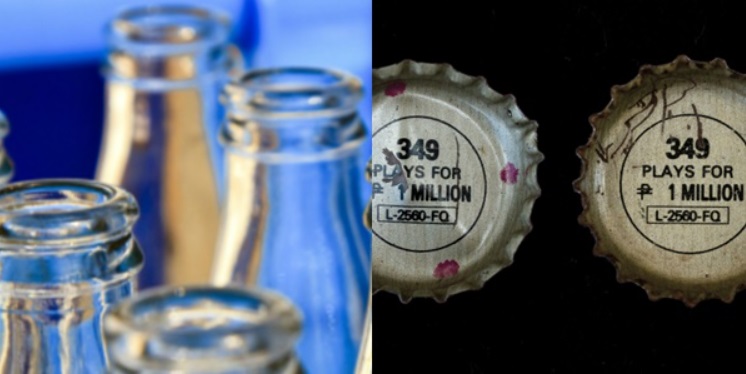 349
PLAYS FOR
₱ 1 MILLION
L-2560-FQ
349
PLAYS FOR
₱ 1 MILLION
L-2560-FQ